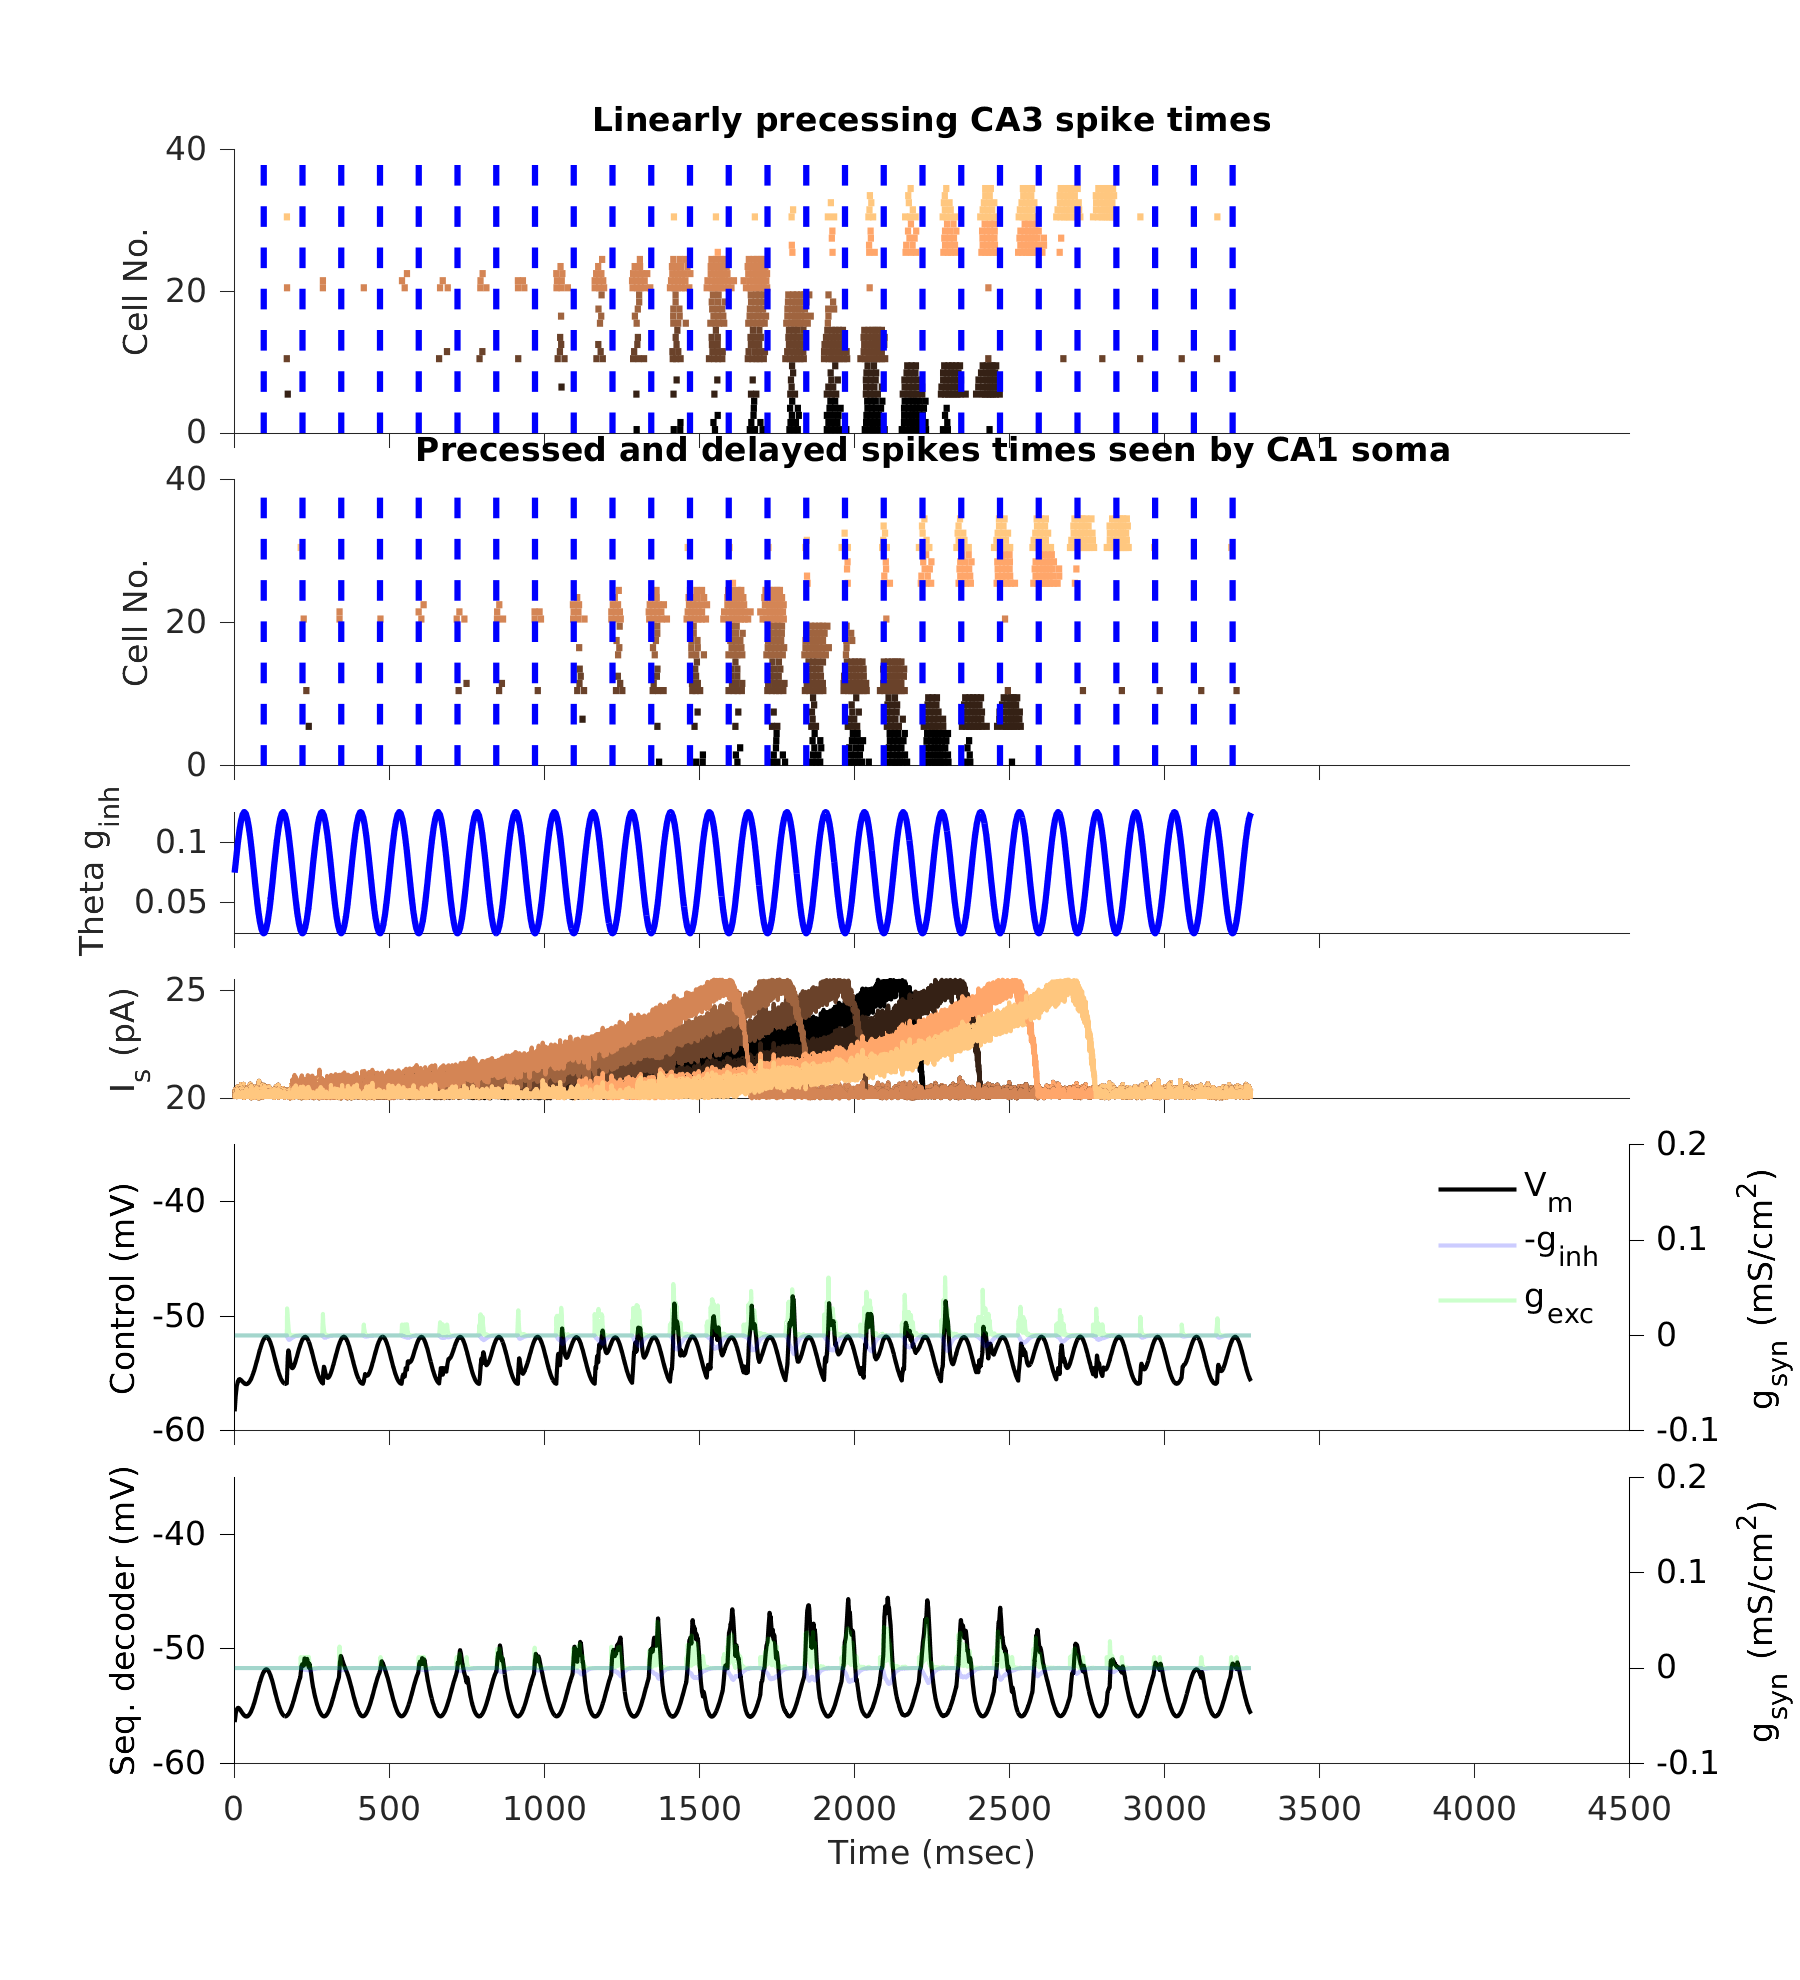 Linearly precessing CA3 spike times
40
20
0
Cell No.
Precessed and delayed spikes times seen by CA1 soma
40
20
0
Cell No.
0.1
0.05
Theta g_inh
25
20
I_s (pA)
-40
-50
-60
Control (mV)
V_m
-g_inh
g_exc
0.2
0.1
0
-0.1
g_syn (mS/cm^2)
-40
-50
-60
Seq. decoder (mV)
0.2
0.1
0
-0.1
g_syn (mS/cm^2)
0 500 1000 1500 2000 2500 3000 3500 4000 4500
Time (msec)